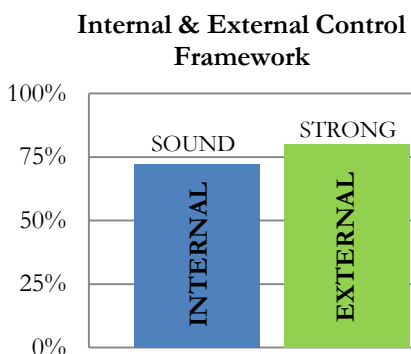 Internal & External Control
Framework
100%
STRONG
SOUND
75%
50%
25%
0%
INTERNAL
EXTERNAL